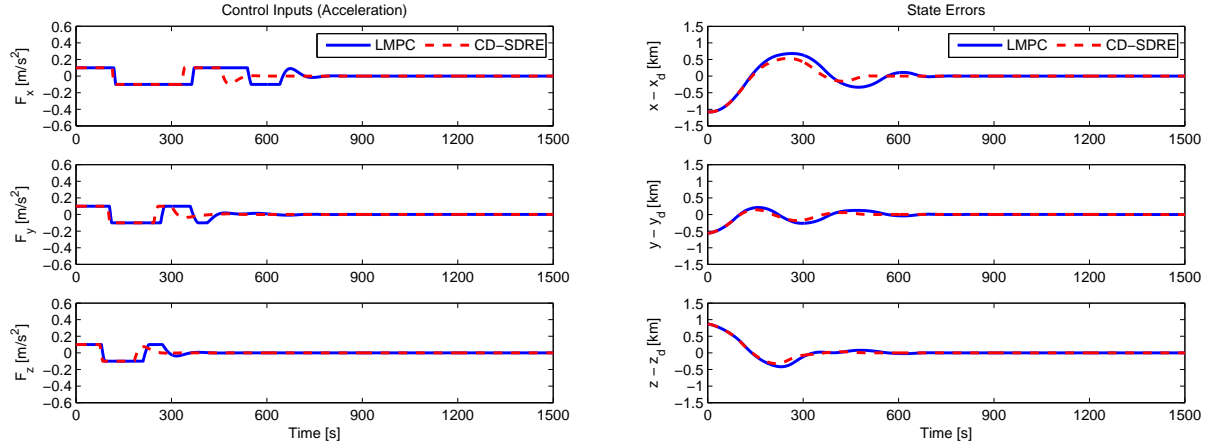 Control Inputs (Acceleration)
F_x [m/s²]
0.6
0.4
0.2
0
−0.2
−0.4
−0.6
LMPC CD−SDRE
0 300 600 900 1200 1500
F_y [m/s²]
0.6
0.4
0.2
0
−0.2
−0.4
−0.6
0 300 600 900 1200 1500
F_z [m/s²]
0.6
0.4
0.2
0
−0.2
−0.4
−0.6
0 300 600 900 1200 1500
Time [s]
State Errors
x − x_d [km]
1.5
1
0.5
0
−0.5
−1
−1.5
LMPC CD−SDRE
0 300 600 900 1200 1500
y − y_d [km]
1.5
1
0.5
0
−0.5
−1
−1.5
0 300 600 900 1200 1500
z − z_d [km]
1.5
1
0.5
0
−0.5
−1
−1.5
0 300 600 900 1200 1500
Time [s]